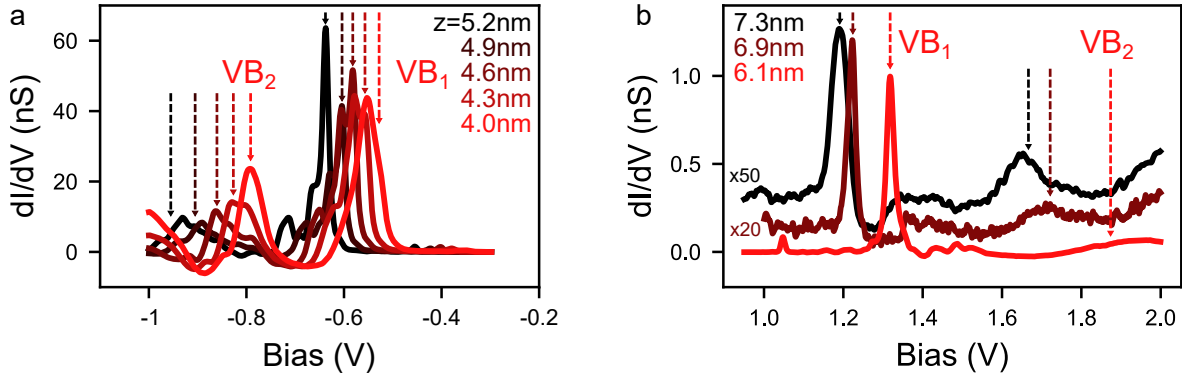 a
z=5.2nm
4.9nm
4.6nm
4.3nm
4.0nm
VB2
VB1
60
40
20
0
dI/dV (nS)
-1
-0.8
-0.6
-0.4
-0.2
Bias (V)
b
7.3nm
6.9nm
6.1nm
VB1
VB2
1.0
0.5
0.0
dI/dV (nS)
x50
x20
1.0
1.2
1.4
1.6
1.8
2.0
Bias (V)